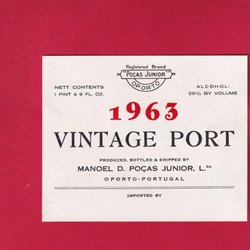 Registered Brand
POÇAS JUNIOR
OPORTO
NETT CONTENTS
1 PINT & 9 FL. OZ.
ALCOHOL
20% BY VOLUME
1963
VINTAGE PORT
PRODUCED, BOTTLED & SHIPPED BY
MANOEL D. POÇAS JUNIOR, L.DA
OPORTO-PORTUGAL
IMPORTED BY